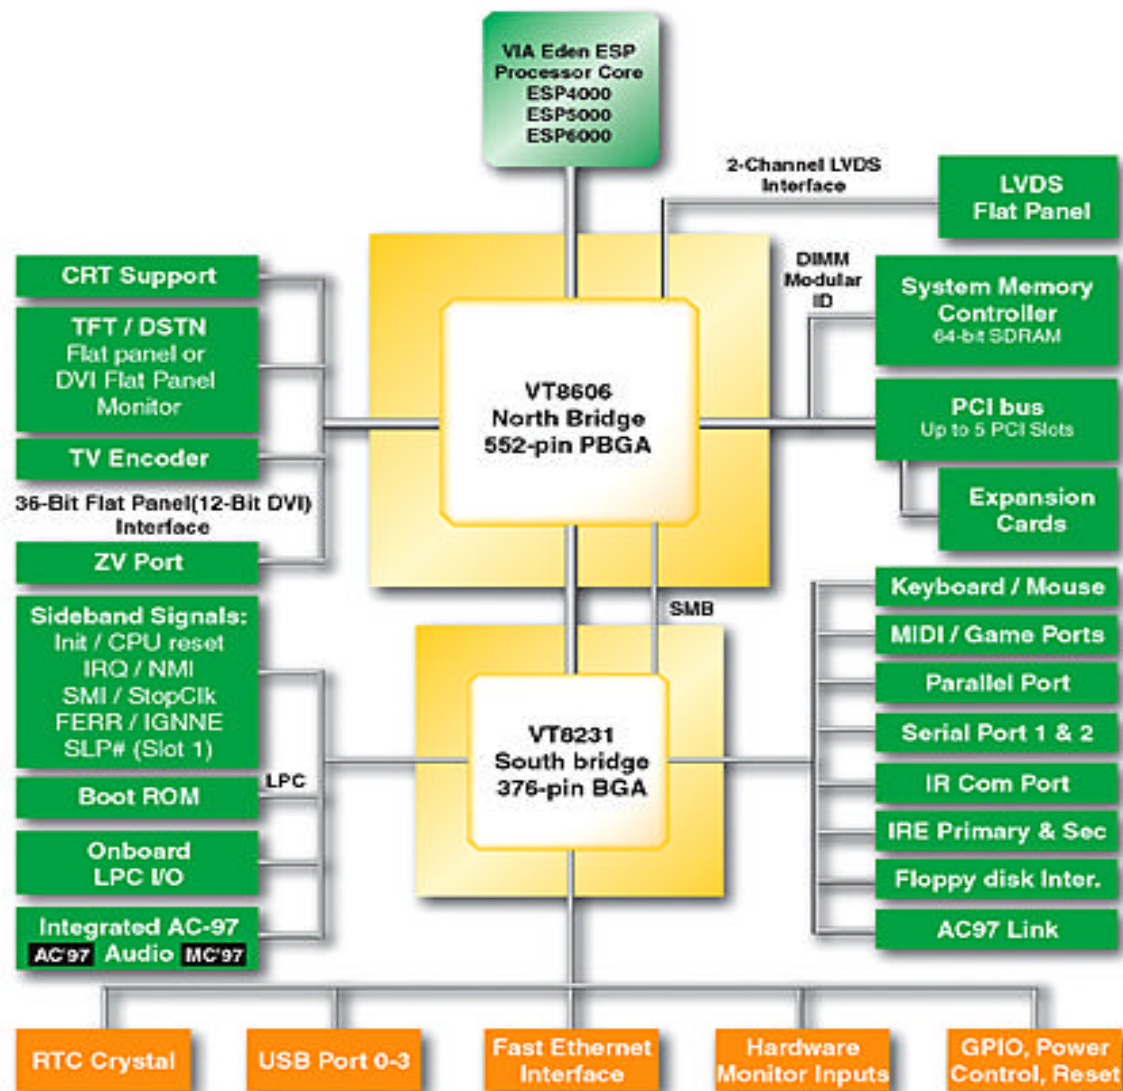 VIA Eden ESP
Processor Core
ESP4000
ESP5000
ESP6000
2-Channel LVDS
Interface
LVDS
Flat Panel
CRT Support
TFT / DSTN
Flat panel or
DVI Flat Panel
Monitor
TV Encoder
36-Bit Flat Panel(12-Bit DVI)
Interface
ZV Port
DIMM
Modular
ID
System Memory
Controller
64-bit SDRAM
VT8606
North Bridge
552-pin PBGA
PCI bus
Up to 5 PCI Slots
Expansion
Cards
SMB
Sideband Signals:
Init / CPU reset
IRQ / NMI
SMI / StopClk
FERR / IGNNE
SLP# (Slot 1)
LPC
Boot ROM
Onboard
LPC I/O
Integrated AC-97
AC'97 Audio MC'97
VT8231
South bridge
376-pin BGA
Keyboard / Mouse
MIDI / Game Ports
Parallel Port
Serial Port 1 & 2
IR Com Port
IRE Primary & Sec
Floppy disk Inter.
AC97 Link
RTC Crystal
USB Port 0-3
Fast Ethernet
Interface
Hardware
Monitor Inputs
GPIO, Power
Control, Reset